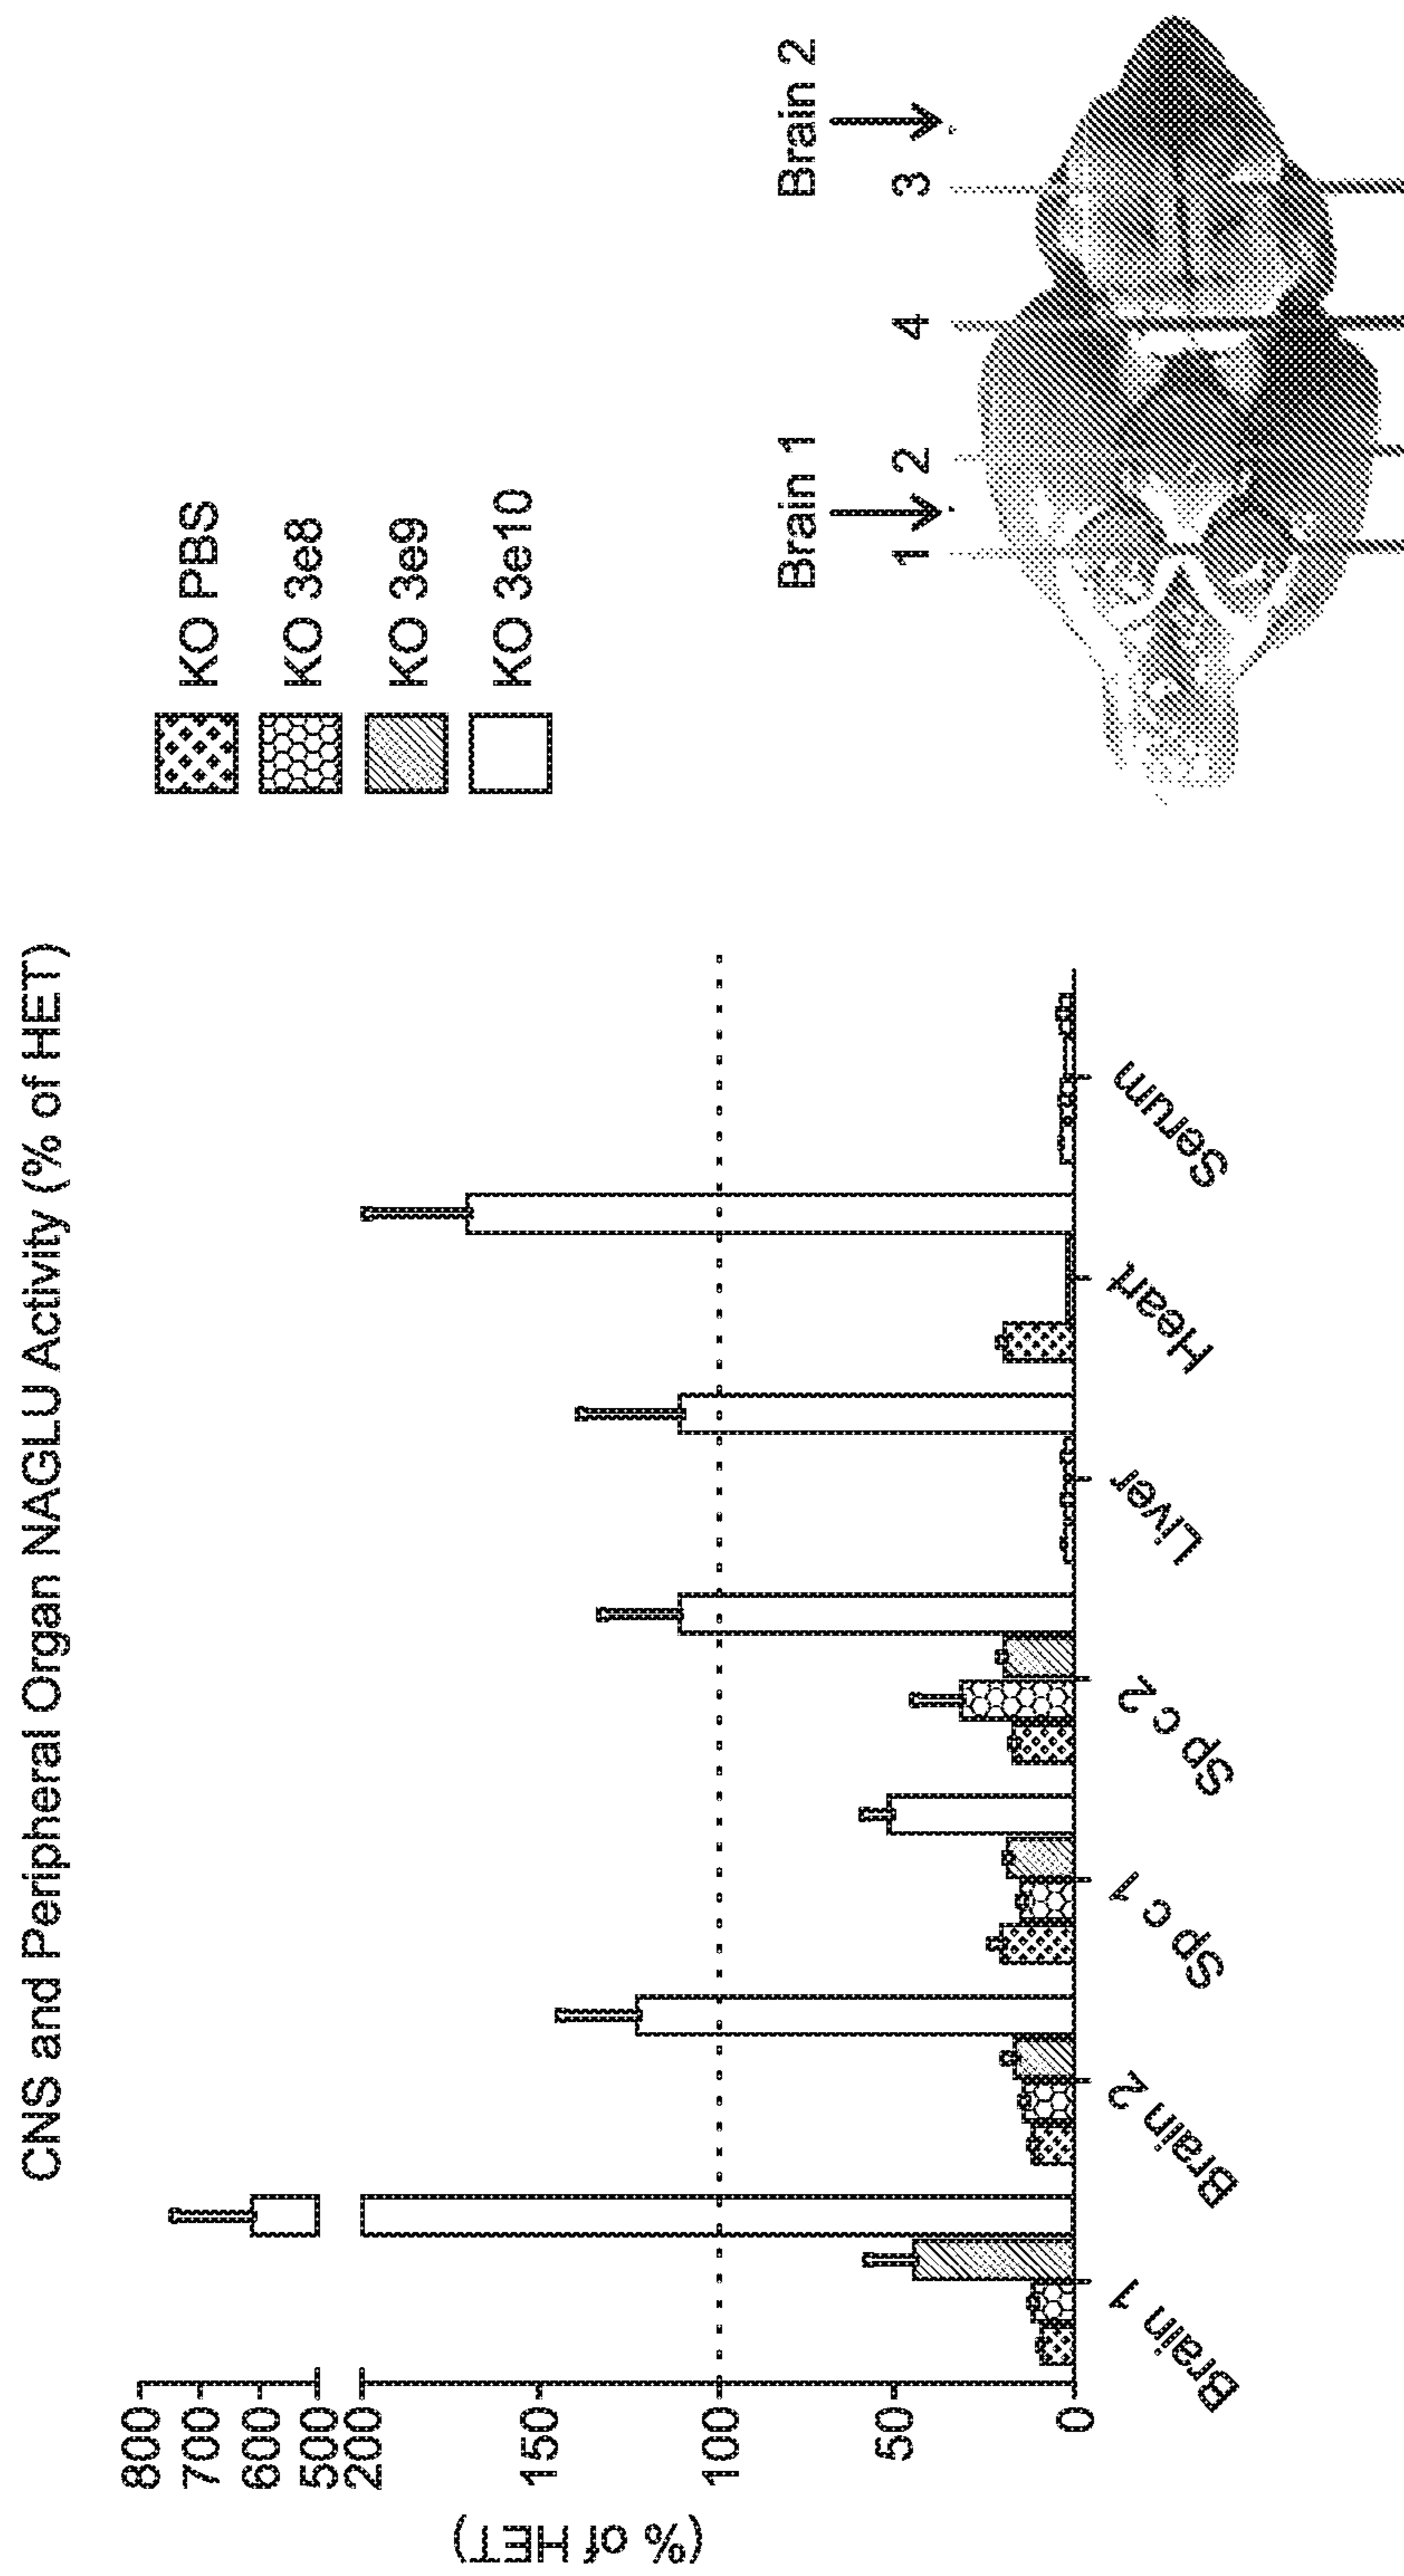 CNS and Peripheral Organ NAGLU Activity (% of HET)
KO PBS
KO 3e8
KO 3e9
KO 3e10
(% of HET)
800
700
600
500
200
150
100
50
0
Brain 1
Brain 2
Sp c 1
Sp c 2
Liver
Heart
Serum
Brain 1
Brain 2
1
2
4
3